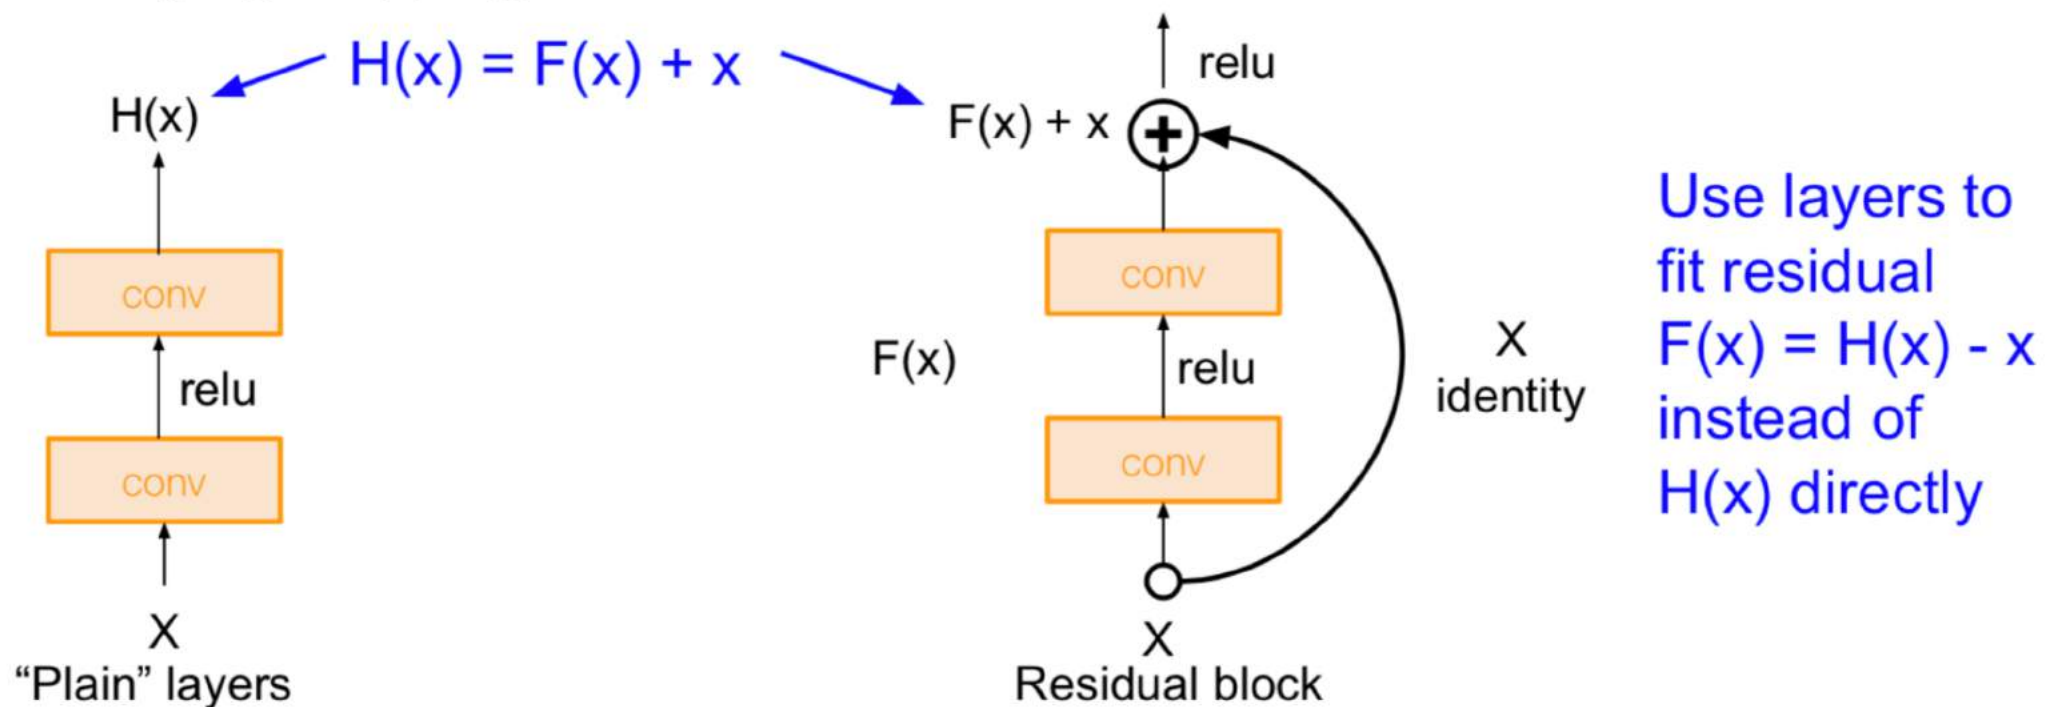 H(x) = F(x) + x
H(x)
conv
relu
conv
X
“Plain” layers
relu
F(x) + x
+
conv
F(x)
relu
conv
X
identity
X
Residual block
Use layers to
fit residual
F(x) = H(x) - x
instead of
H(x) directly